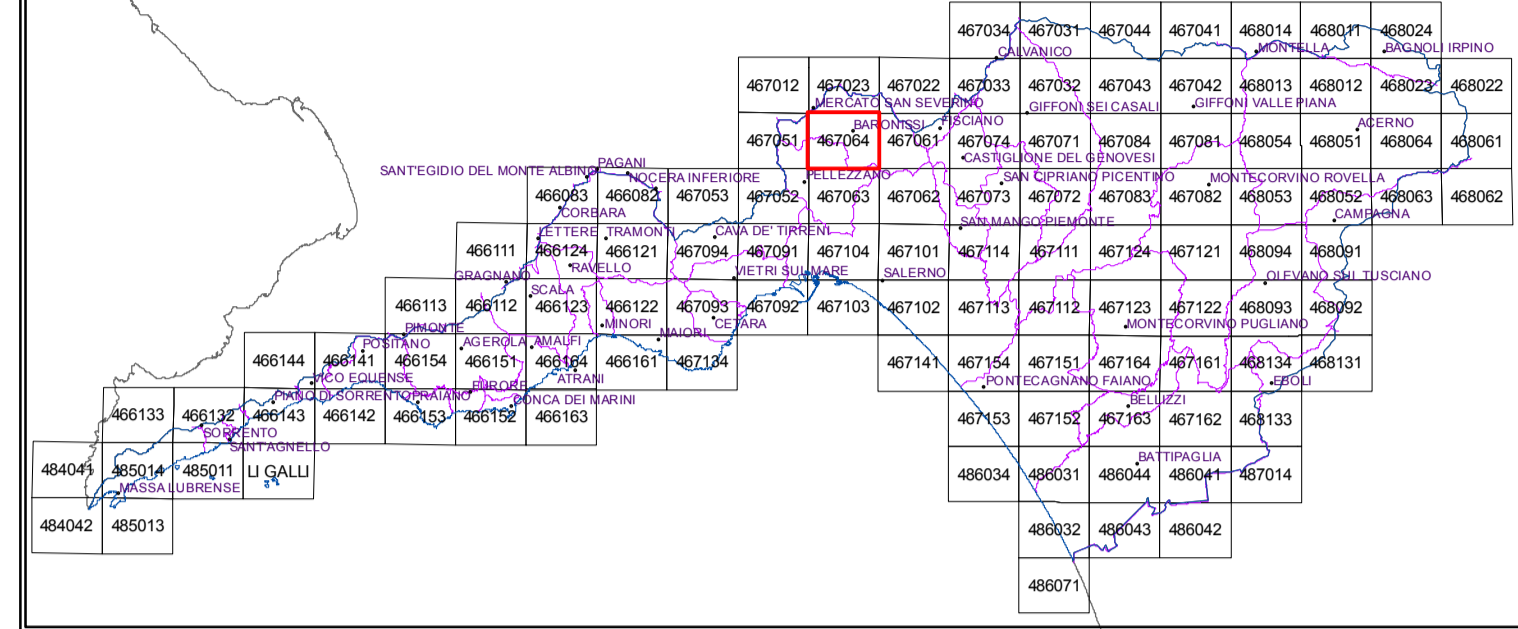 467034 467031 467044 467041 468014 468011 468024
CALVANICO MONTELLA BAGNOLI IRPINO
467012 467023 467022 467033 467032 467043 467042 468013 468012 468023 468022
MERCATO SAN SEVERINO GIFFONI SEI CASALI GIFFONI VALLE PIANA
BARONISSI FISCIANO ACERNO
467051 467064 467061 467074 467071 467084 467081 468054 468051 468064 468061
CASTIGLIONE DEL GENOVESI
SANT'EGIDIO DEL MONTE ALBINO PAGANI
NOCERA INFERIORE PELLEZZANO SAN CIPRIANO PICENTINO MONTECORVINO ROVELLA
466083 466082 467053 467052 467063 467062 467073 467072 467083 467082 468053 468052 468063 468062
CORBARA SAN MANGO PIEMONTE CAMPAGNA
LETTERE TRAMONTI CAVA DE' TIRRENI
466111 466124 466121 467094 467091 467104 467101 467114 467111 467124 467121 468094 468091
RAVELLO
GRAGNANO VIETRI SUL MARE SALERNO OLEVANO SUL TUSCIANO
SCALA
466113 466112 466123 466122 467093 467092 467103 467102 467113 467112 467123 467122 468093 468092
PIMONTE MINORI CETARA MONTECORVINO PUGLIANO
MAIORI
POSITANO AGEROLA AMALFI
466144 466141 466154 466151 466164 466161 467134 467141 467154 467151 467164 467161 468134 468131
VICO EQUENSE ATRANI PONTECAGNANO FAIANO EBOLI
PIANO DI SORRENTO PRAIANO FURORE CONCA DEI MARINI BELLIZZI
466133 466132 466143 466142 466153 466152 466163 467153 467152 467163 467162 468133
SORRENTO
SANT'AGNELLO
BATTIPAGLIA
484041 485014 485011 LI GALLI 486034 486031 486044 486041 487014
MASSA LUBRENSE
484042 485013 486032 486043 486042
486071